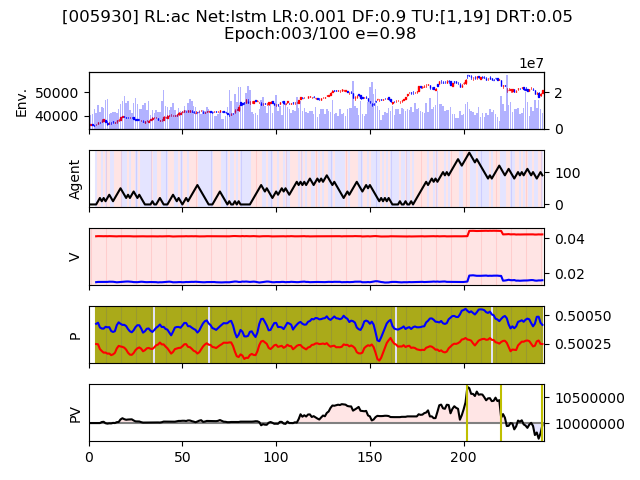 [005930] RL:ac Net:lstm LR:0.001 DF:0.9 TU:[1,19] DRT:0.05
Epoch:003/100 e=0.98
1e7
Env.
50000
40000
2
0
Agent
100
0
V
0.04
0.02
P
0.50050
0.50025
PV
10500000
10000000
0 50 100 150 200